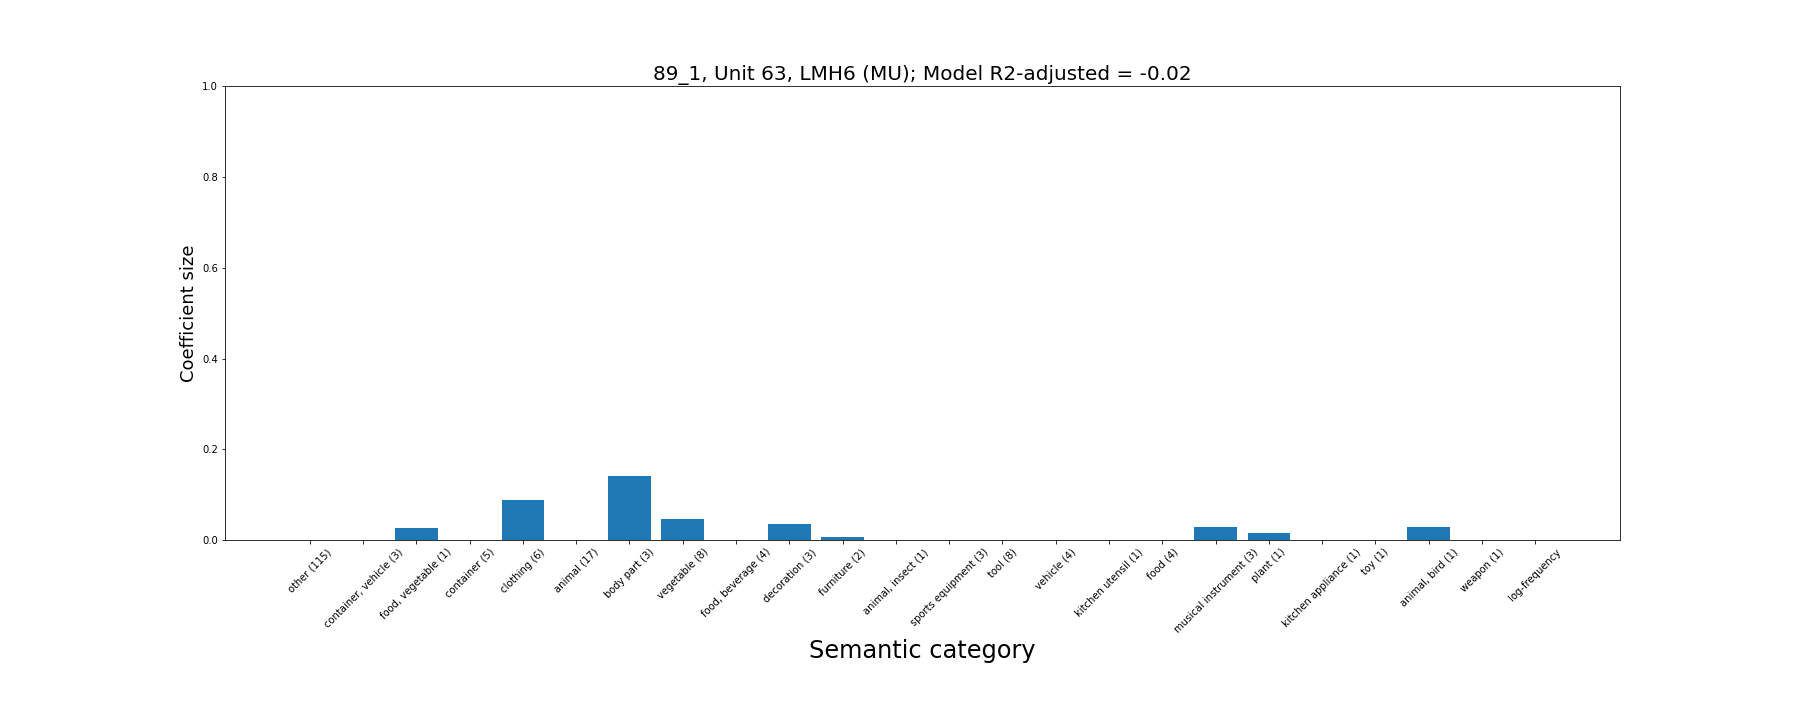 89_1, Unit 63, LMH6 (MU); Model R2-adjusted = -0.02
Coefficient size
1.0
0.8
0.6
0.4
0.2
0.0
other (115)
container, vehicle (3)
food, vegetable (1)
container (5)
clothing (6)
animal (17)
body part (3)
vegetable (8)
food, beverage (4)
decoration (3)
furniture (2)
animal, insect (1)
sports equipment (3)
tool (8)
vehicle (4)
kitchen utensil (1)
food (4)
musical instrument (3)
plant (1)
kitchen appliance (1)
toy (1)
animal, bird (1)
weapon (1)
log-frequency
Semantic category